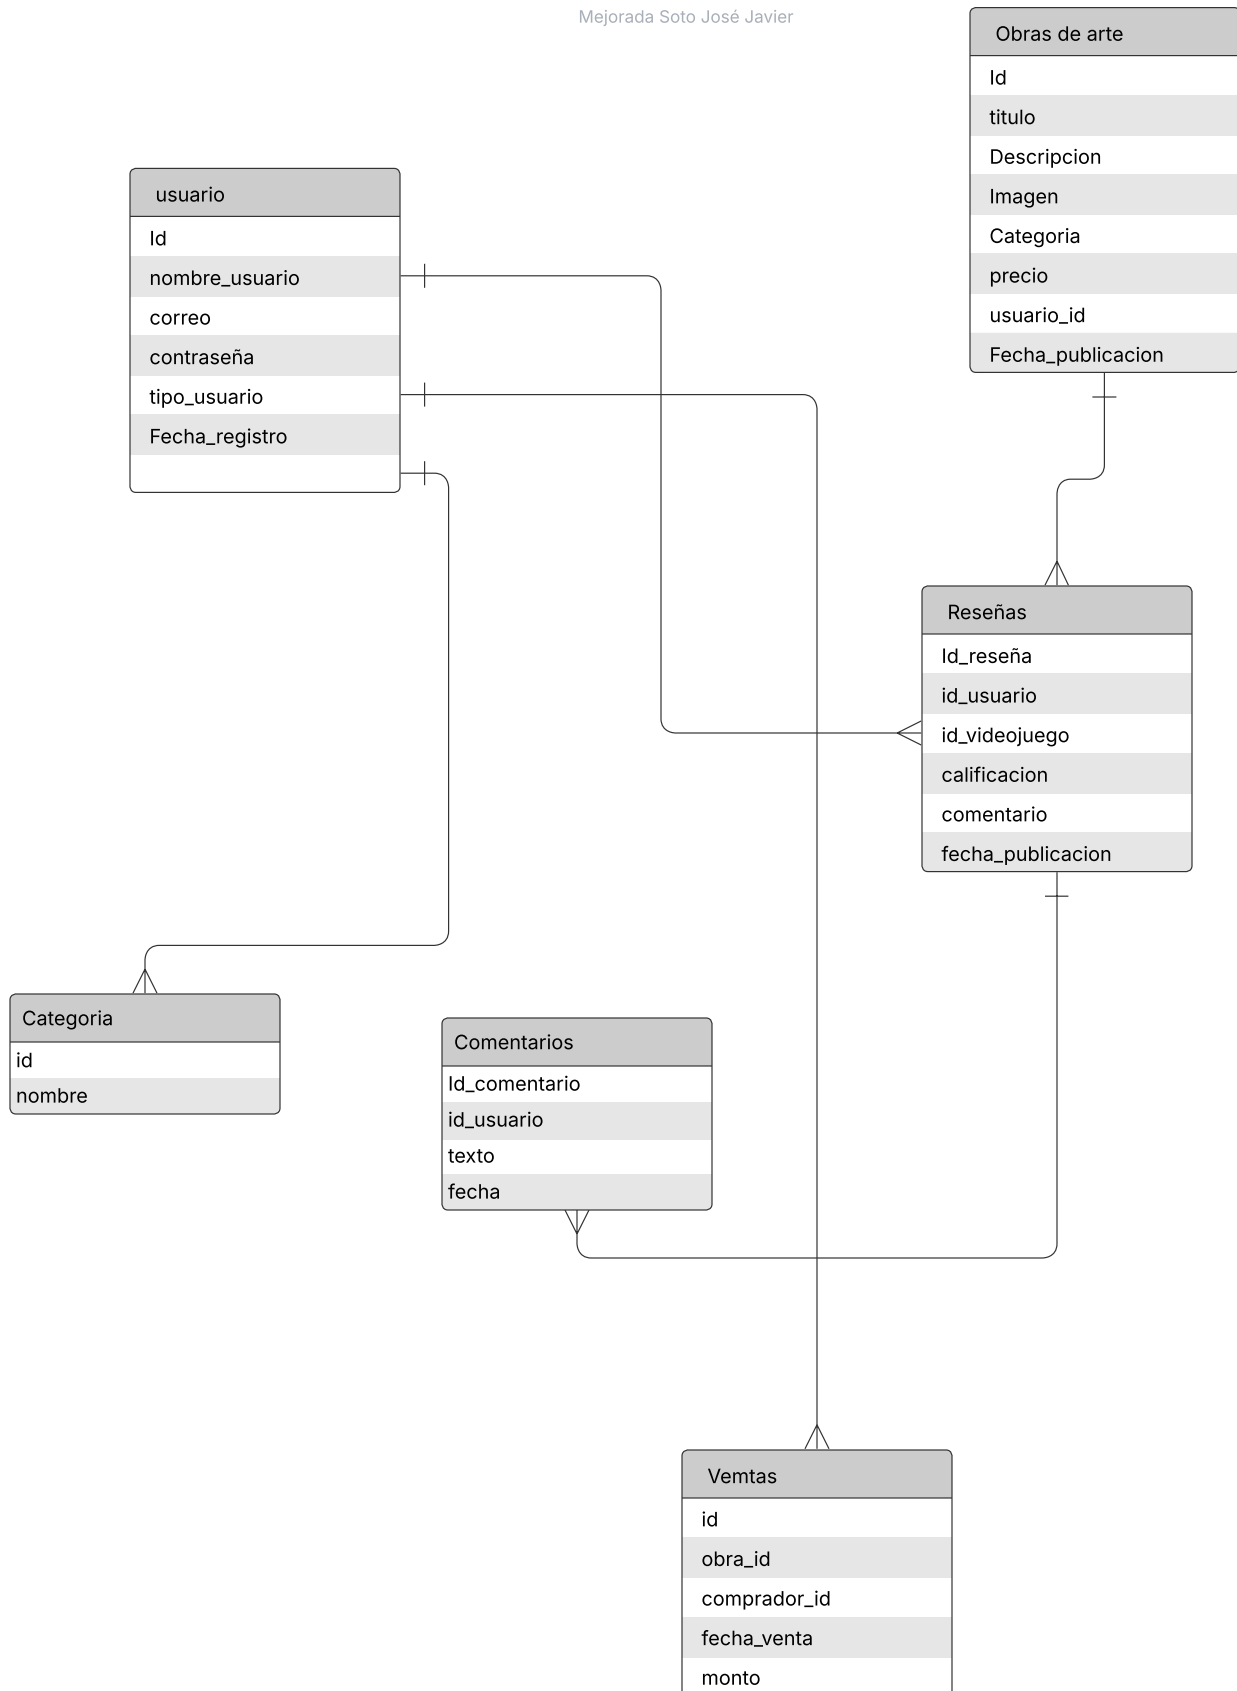 Mejorada Soto José Javier
Obras de arte
Id
titulo
Descripcion
Imagen
Categoria
precio
usuario_id
Fecha_publicacion
usuario
Id
nombre_usuario
correo
contraseña
tipo_usuario
Fecha_registro
Reseñas
Id_reseña
id_usuario
id_videojuego
calificacion
comentario
fecha_publicacion
Categoria
id
nombre
Comentarios
Id_comentario
id_usuario
texto
fecha
Vemtas
id
obra_id
comprador_id
fecha_venta
monto